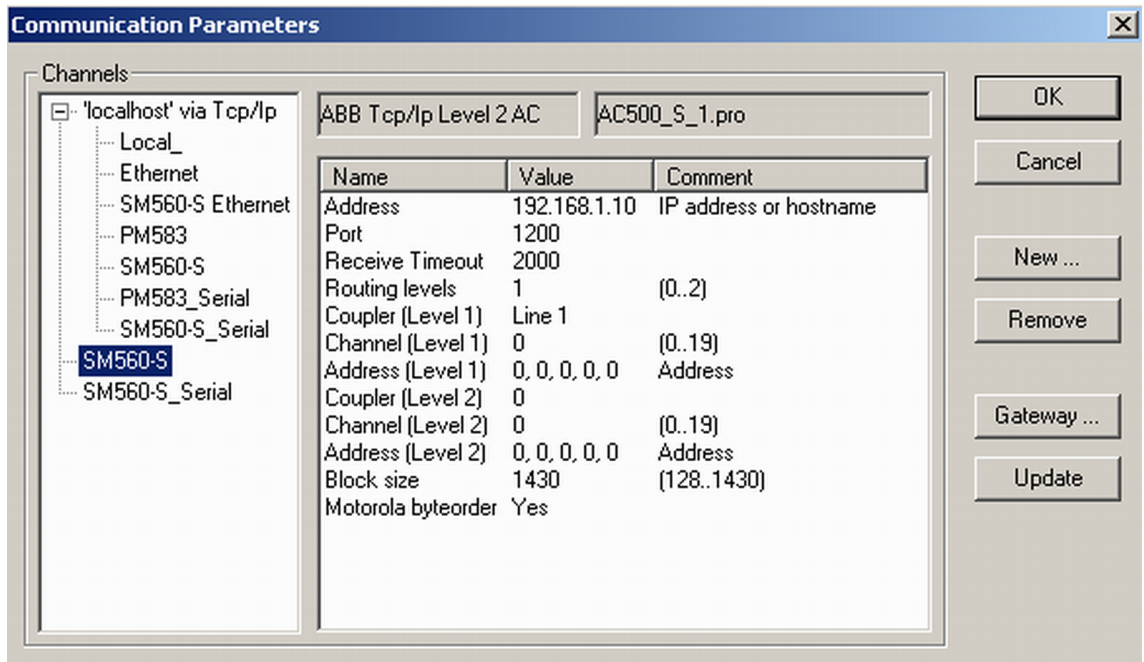 Communication Parameters
Channels
'localhost' via Tcp/Ip
Local_
Ethernet
SM560-S Ethernet
PM583
SM560-S
PM583_Serial
SM560-S_Serial
SM560-S
SM560-S_Serial
ABB Tcp/Ip Level 2 AC AC500_S_1.pro
Name Value Comment
Address 192.168.1.10 IP address or hostname
Port 1200
Receive Timeout 2000
Routing levels 1 (0..2)
Coupler (Level 1) Line 1
Channel (Level 1) 0 (0..19)
Address (Level 1) 0, 0, 0, 0, 0 Address
Coupler (Level 2) 0
Channel (Level 2) 0 (0..19)
Address (Level 2) 0, 0, 0, 0, 0 Address
Block size 1430 (128..1430)
Motorola byteorder Yes
OK
Cancel
New ...
Remove
Gateway ...
Update